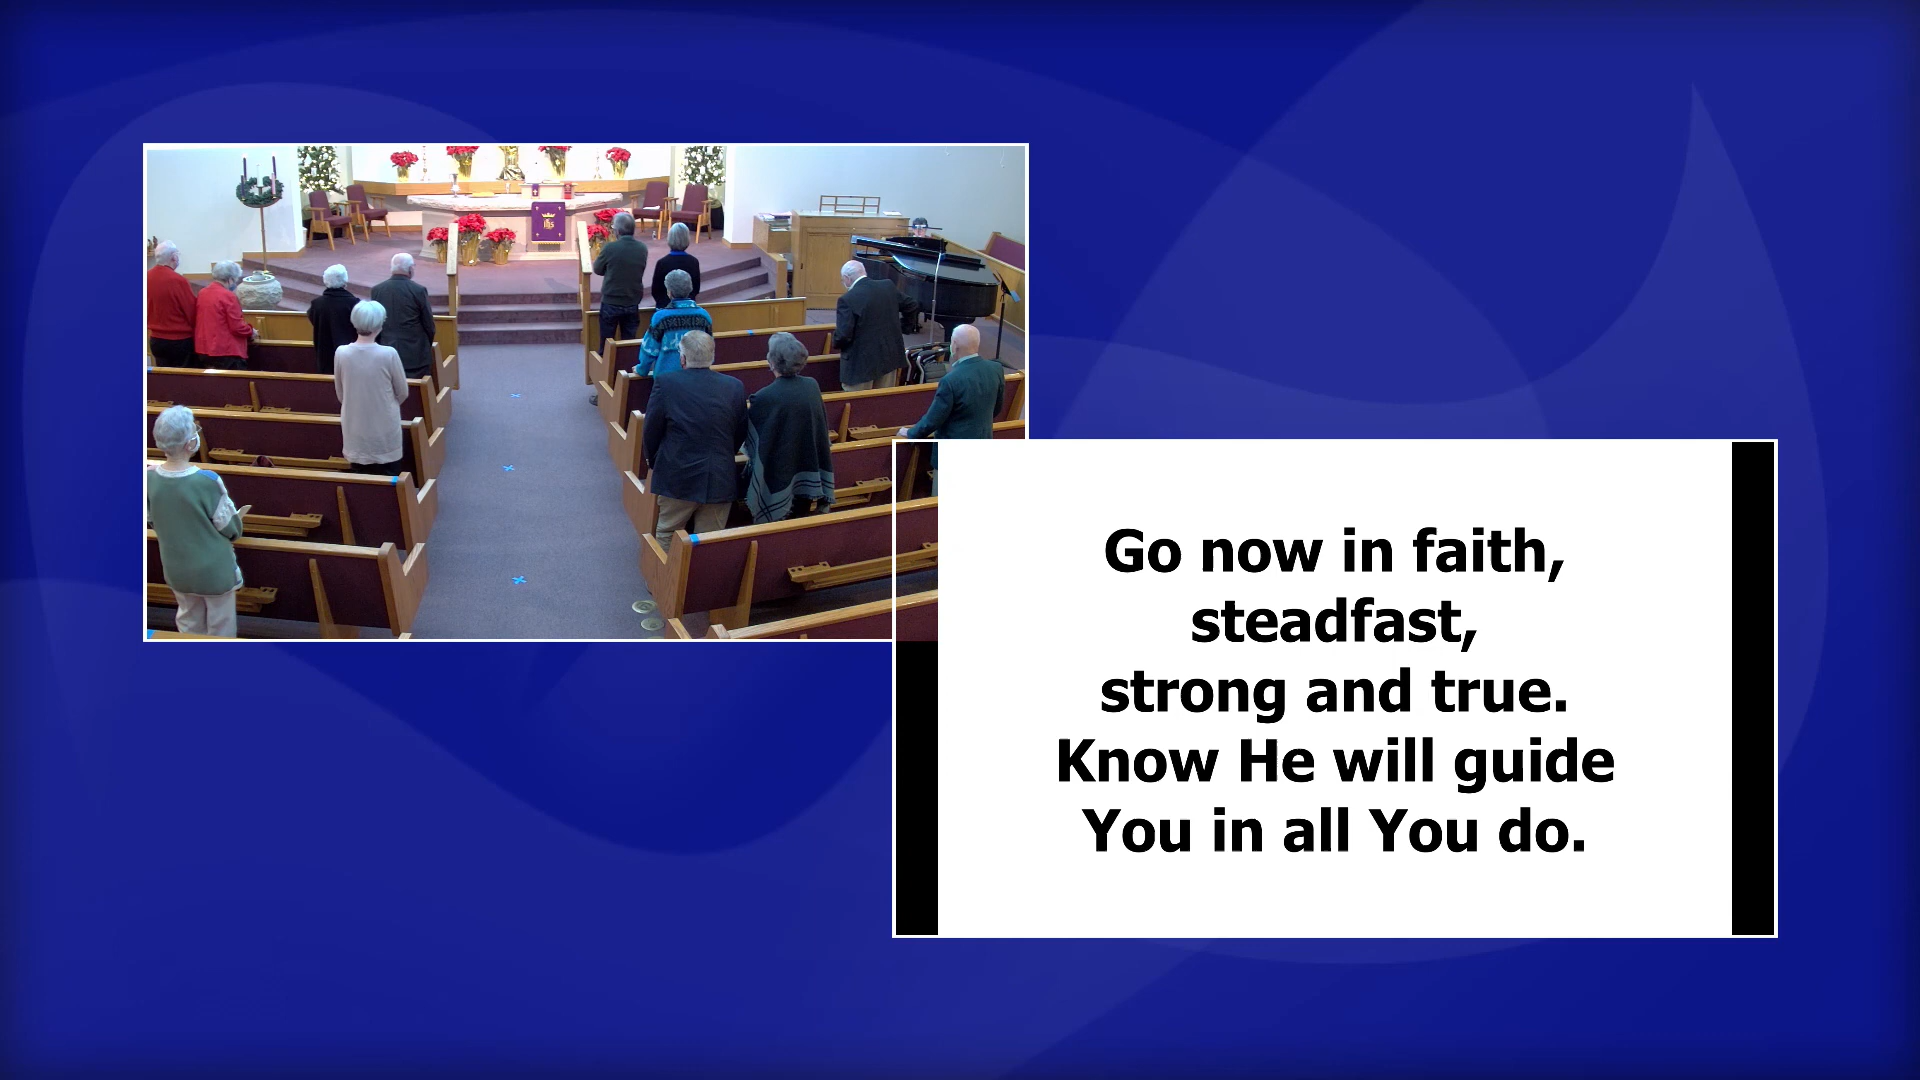 Go now in faith,
steadfast,
strong and true.
Know He will guide
You in all You do.